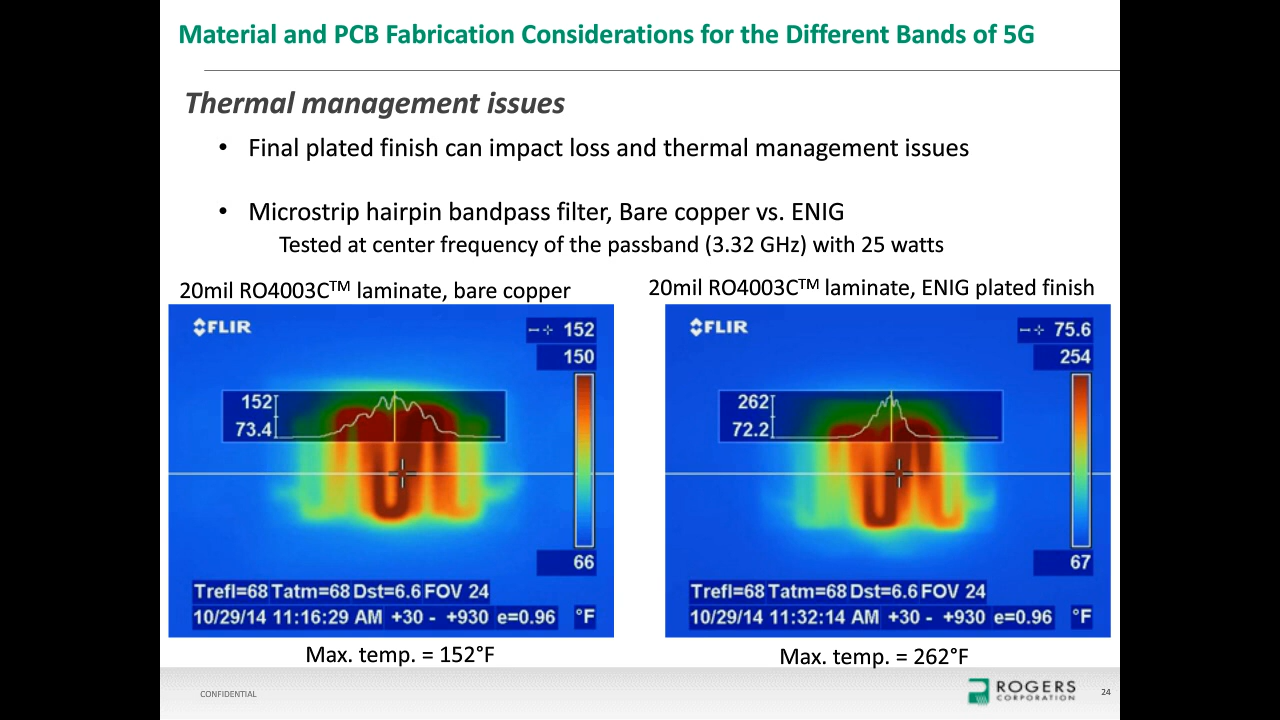 Material and PCB Fabrication Considerations for the Different Bands of 5G
Thermal management issues
• Final plated finish can impact loss and thermal management issues
• Microstrip hairpin bandpass filter, Bare copper vs. ENIG
Tested at center frequency of the passband (3.32 GHz) with 25 watts
20mil RO4003C™ laminate, bare copper
FLIR
152
150
152
73.4
66
Trefl=68 Tatm=68 Dst=6.6 FOV 24
10/29/14 11:16:29 AM +30 - +930 e=0.96 °F
Max. temp. = 152°F
20mil RO4003C™ laminate, ENIG plated finish
FLIR
75.6
254
262
72.2
67
Trefl=68 Tatm=68 Dst=6.6 FOV 24
10/29/14 11:32:14 AM +30 - +930 e=0.96 °F
Max. temp. = 262°F
CONFIDENTIAL
ROGERS
CORPORATION
24